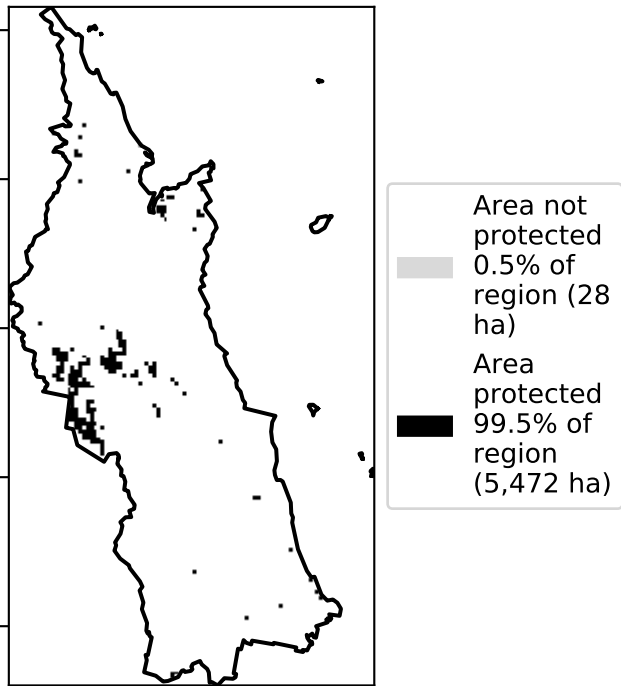 Area not
protected
0.5% of
region (28
ha)
Area
protected
99.5% of
region
(5,472 ha)